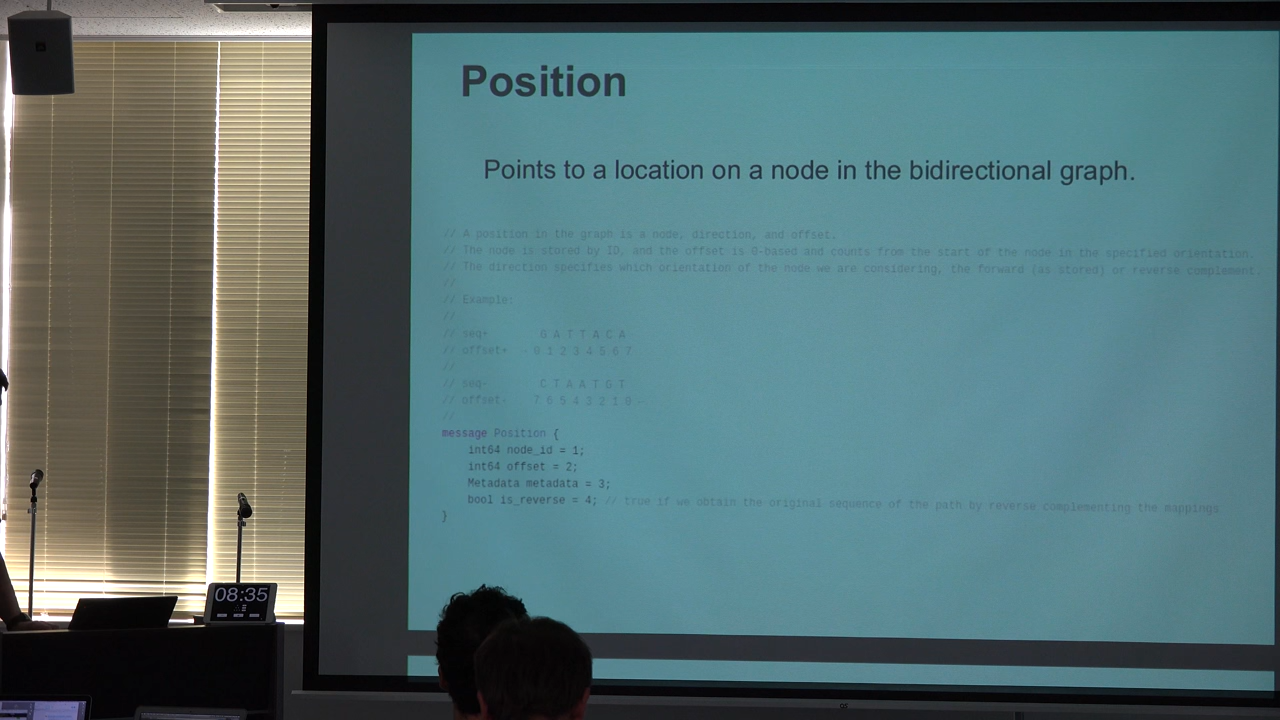 Position
Points to a location on a node in the bidirectional graph.
// A position in the graph is a node, direction, and offset.
// The node is stored by ID, and the offset is 0-based and counts from the start of the node in the specified orientation.
// The direction specifies which orientation of the node we are considering, the forward (as stored) or reverse complement.
//
// Example:
//
// seq+ G A T T A C A
// offset+ - 0 1 2 3 4 5 6 7
//
// seq- C T A A T G T
// offset- 7 6 5 4 3 2 1 0 -
//
message Position {
int64 node_id = 1;
int64 offset = 2;
Metadata metadata = 3;
bool is_reverse = 4; // true if we obtain the original sequence of the path by reverse complementing the mappings
}
08:35